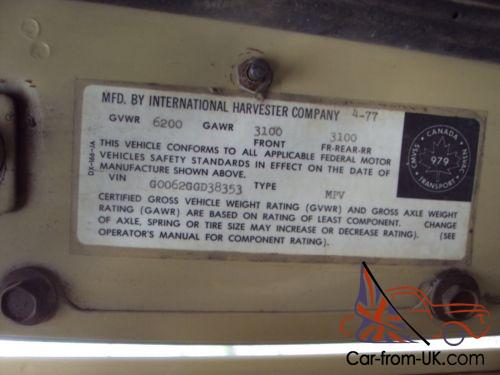 MFD. BY INTERNATIONAL HARVESTER COMPANY 4-77
GVWR 6200 GAWR 3100 3100
FRONT FR-REAR-RR
THIS VEHICLE CONFORMS TO ALL APPLICABLE FEDERAL MOTOR
VEHICLES SAFETY STANDARDS IN EFFECT ON THE DATE OF
MANUFACTURE SHOWN ABOVE.
VIN G0062GGD38353 TYPE MPV
CERTIFIED GROSS VEHICLE WEIGHT RATING (GVWR) AND GROSS AXLE WEIGHT
RATING (GAWR) ARE BASED ON RATING OF LEAST COMPONENT. CHANGE
OF AXLE, SPRING OR TIRE SIZE MAY INCREASE OR DECREASE RATING). (SEE
OPERATOR'S MANUAL FOR COMPONENT RATING).
DX-166-JA
CANADA
CMVSS 979
TRANSPORT
Car-from-UK.com